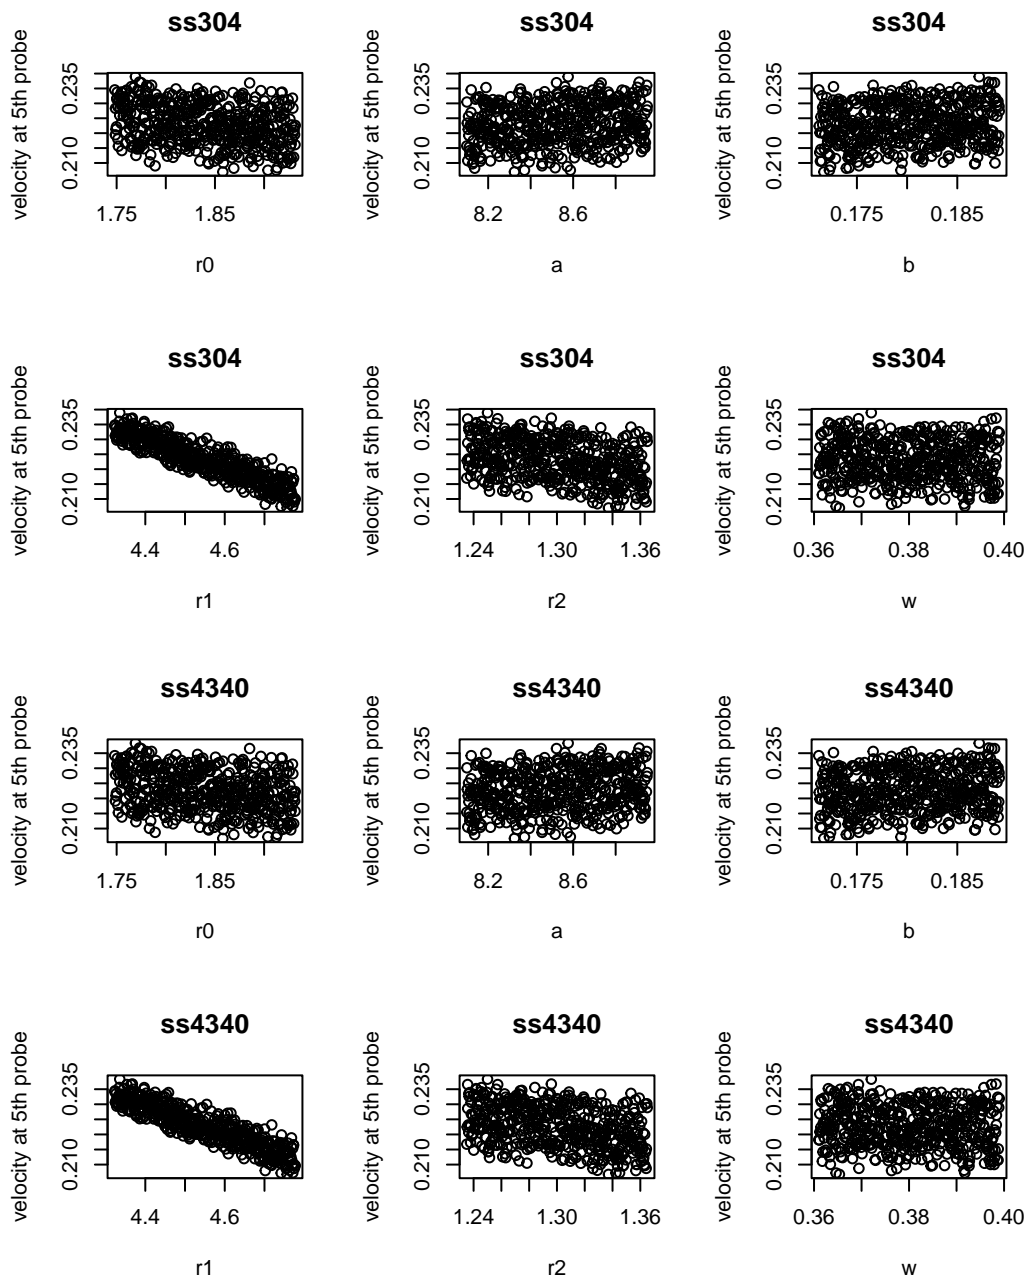 ss304 ss304 ss304
velocity at 5th probe velocity at 5th probe velocity at 5th probe
0.235 0.235 0.235
0.210 0.210 0.210
1.75 1.85 8.2 8.6 0.175 0.185
r0 a b
ss304 ss304 ss304
velocity at 5th probe velocity at 5th probe velocity at 5th probe
0.235 0.235 0.235
0.210 0.210 0.210
4.4 4.6 1.24 1.30 1.36 0.36 0.38 0.40
r1 r2 w
ss4340 ss4340 ss4340
velocity at 5th probe velocity at 5th probe velocity at 5th probe
0.235 0.235 0.235
0.210 0.210 0.210
1.75 1.85 8.2 8.6 0.175 0.185
r0 a b
ss4340 ss4340 ss4340
velocity at 5th probe velocity at 5th probe velocity at 5th probe
0.235 0.235 0.235
0.210 0.210 0.210
4.4 4.6 1.24 1.30 1.36 0.36 0.38 0.40
r1 r2 w